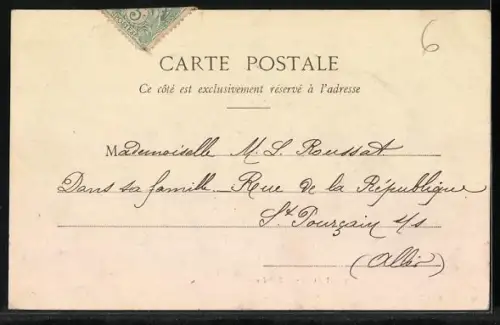 5
6
CARTE POSTALE
Ce côté est exclusivement réservé à l'adresse
Mademoiselle M. L. Roussat
Dans sa famille Rue de la République
St Pourçain s/s
(Allier)